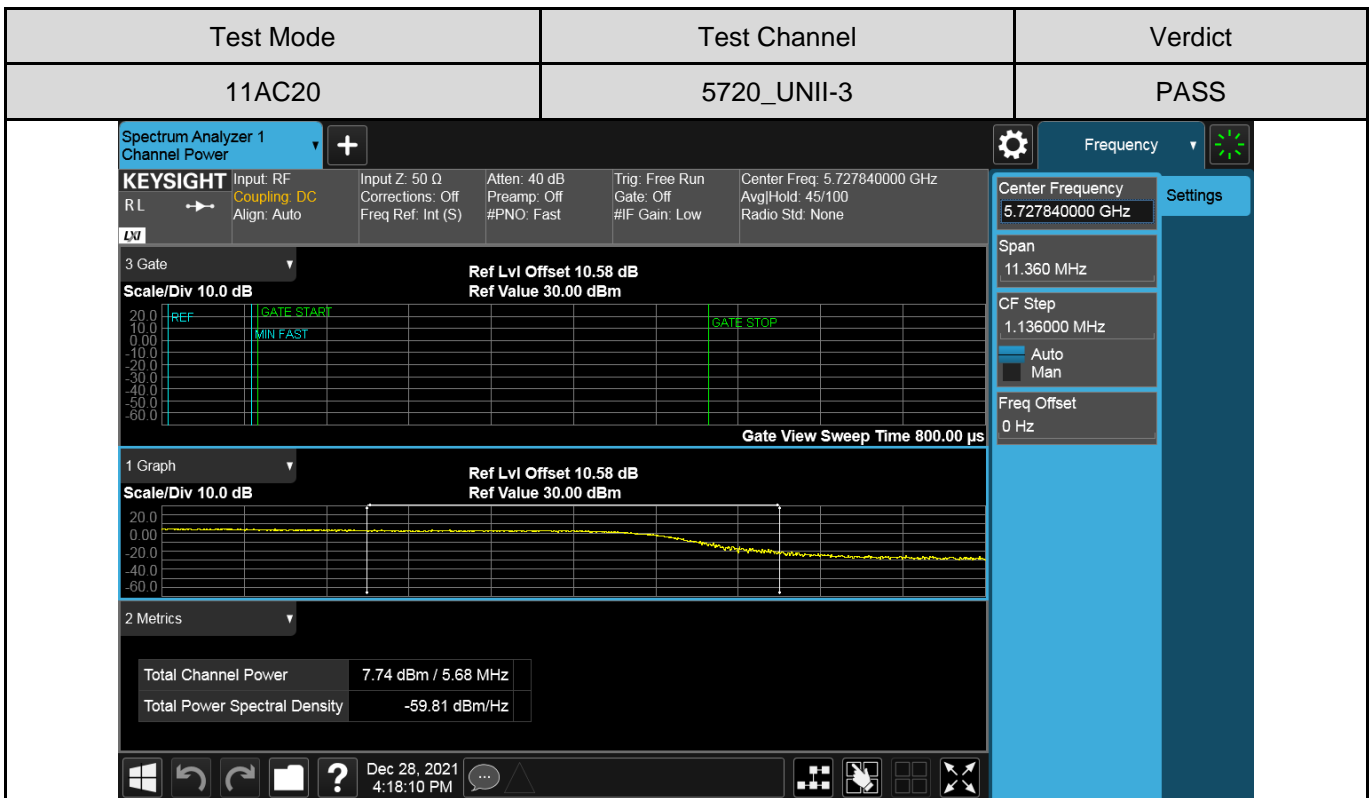 Test Mode Test Channel Verdict
11AC20 5720_UNII-3 PASS
Spectrum Analyzer 1
Channel Power
Frequency
KEYSIGHT Input: RF Input Z: 50 Ω Atten: 40 dB Trig: Free Run Center Freq: 5.727840000 GHz
RL Coupling: DC Corrections: Off Preamp: Off Gate: Off Avg|Hold: 45/100
Align: Auto Freq Ref: Int (S) #PNO: Fast #IF Gain: Low Radio Std: None
LXI
Center Frequency
5.727840000 GHz
Settings
Span
11.360 MHz
CF Step
1.136000 MHz
Auto
Man
Freq Offset
0 Hz
3 Gate
Ref Lvl Offset 10.58 dB
Scale/Div 10.0 dB Ref Value 30.00 dBm
20.0
10.0
0.00
-10.0
-20.0
-30.0
-40.0
-50.0
-60.0
REF GATE START GATE STOP
MIN FAST
Gate View Sweep Time 800.00 µs
1 Graph
Ref Lvl Offset 10.58 dB
Scale/Div 10.0 dB Ref Value 30.00 dBm
20.0
0.00
-20.0
-40.0
-60.0
2 Metrics
Total Channel Power 7.74 dBm / 5.68 MHz
Total Power Spectral Density -59.81 dBm/Hz
? Dec 28, 2021
4:18:10 PM